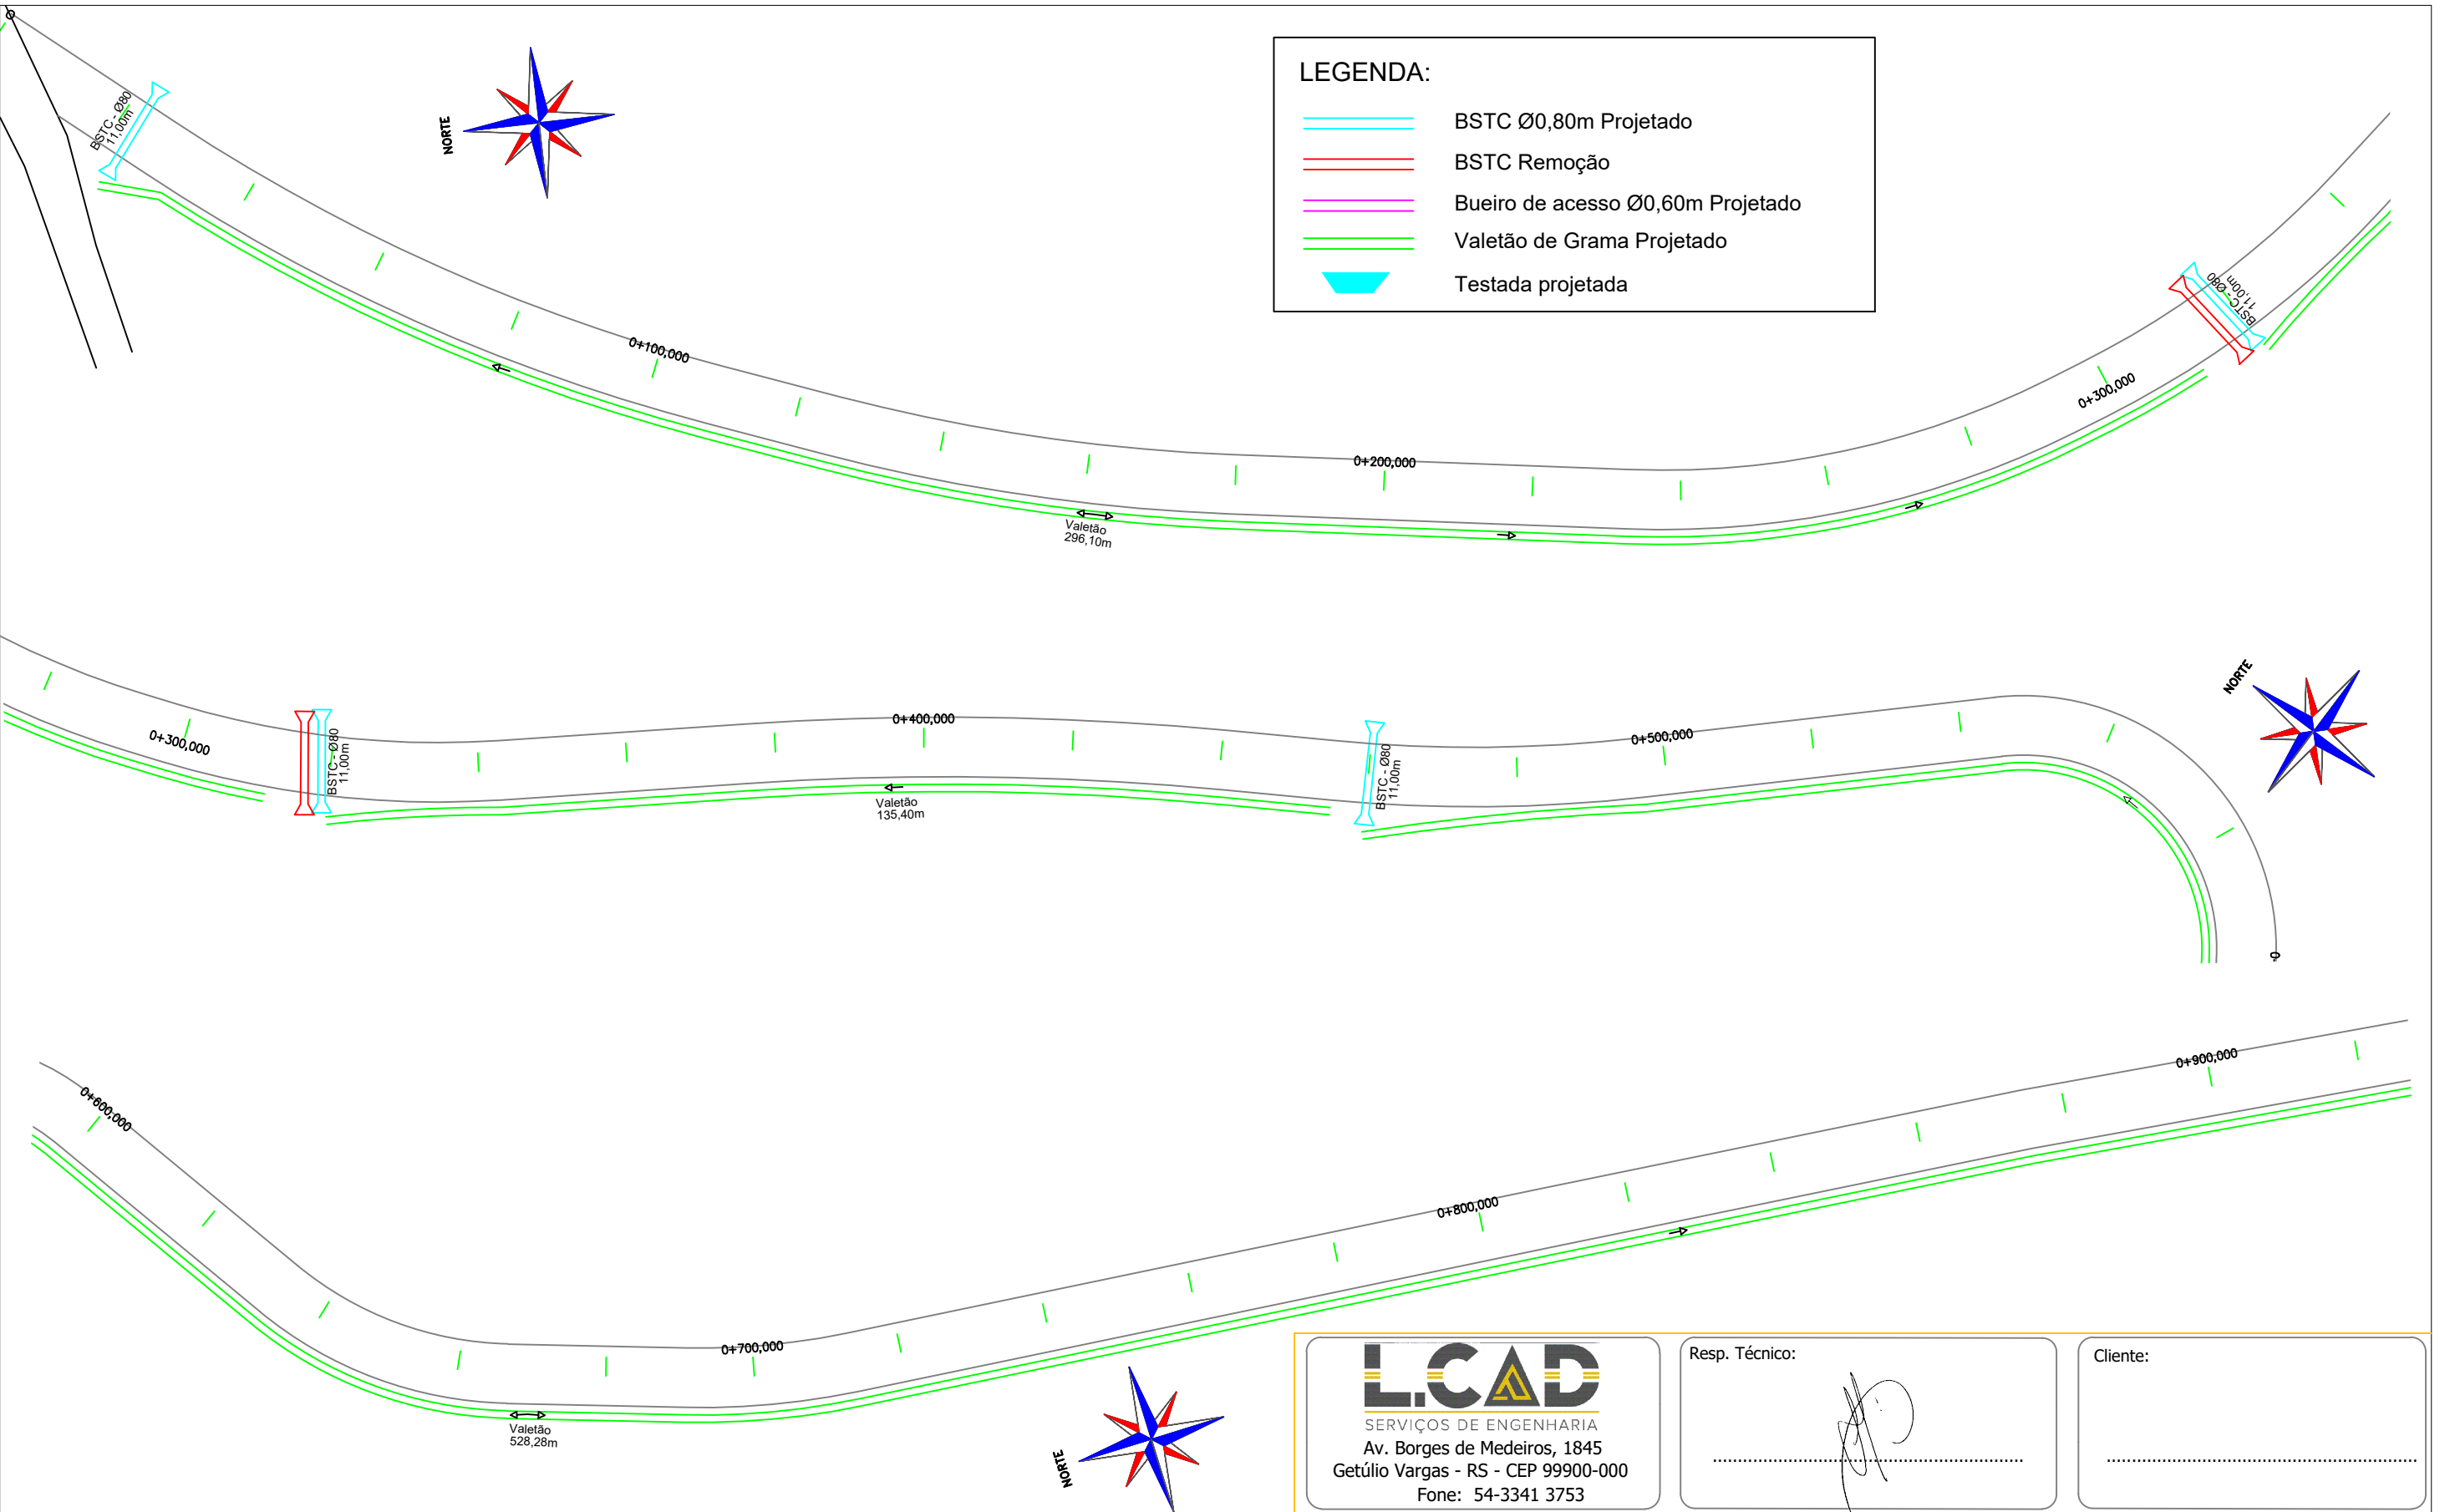 BSTC - Ø80
11,00m
NORTE
LEGENDA:
BSTC Ø0,80m Projetado
BSTC Remoção
Bueiro de acesso Ø0,60m Projetado
Valetão de Grama Projetado
Testada projetada
0+100,000
0+200,000
0+300,000
BSTC - Ø80
11,00m
Valetão
296,10m
0+300,000
BSTC - Ø80
11,00m
0+400,000
Valetão
135,40m
BSTC - Ø80
11,00m
0+500,000
NORTE
0+600,000
0+700,000
0+800,000
0+900,000
Valetão
528,28m
NORTE
L.CAD
SERVIÇOS DE ENGENHARIA
Av. Borges de Medeiros, 1845
Getúlio Vargas - RS - CEP 99900-000
Fone: 54-3341 3753
Resp. Técnico:
Cliente: